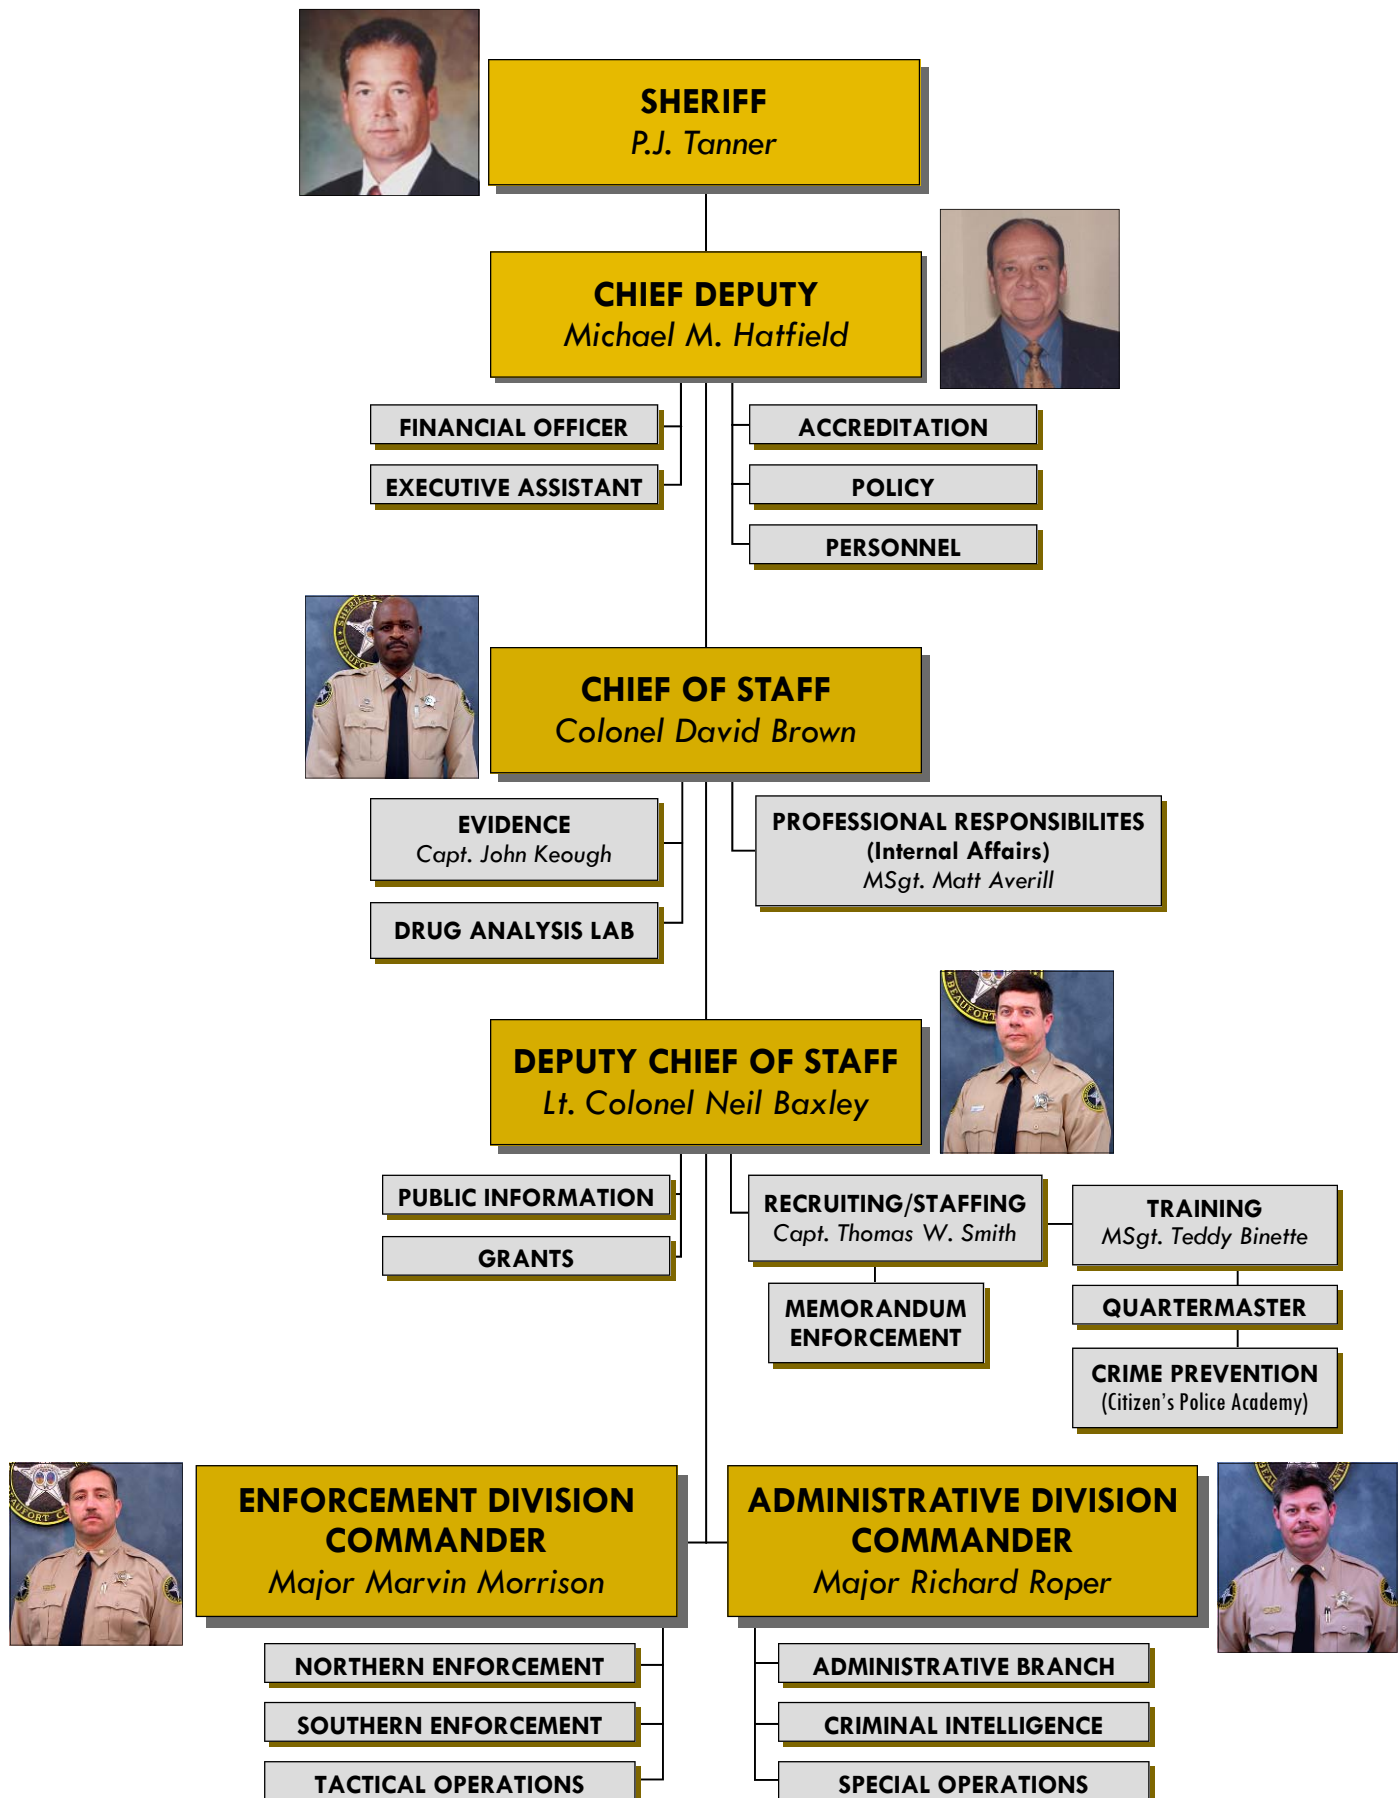 SHERIFF
P.J. Tanner
CHIEF DEPUTY
Michael M. Hatfield
FINANCIAL OFFICER
EXECUTIVE ASSISTANT
ACCREDITATION
POLICY
PERSONNEL
CHIEF OF STAFF
Colonel David Brown
EVIDENCE
Capt. John Keough
DRUG ANALYSIS LAB
PROFESSIONAL RESPONSIBILITES
(Internal Affairs)
MSgt. Matt Averill
DEPUTY CHIEF OF STAFF
Lt. Colonel Neil Baxley
PUBLIC INFORMATION
GRANTS
RECRUITING/STAFFING
Capt. Thomas W. Smith
MEMORANDUM
ENFORCEMENT
TRAINING
MSgt. Teddy Binette
QUARTERMASTER
CRIME PREVENTION
(Citizen’s Police Academy)
ENFORCEMENT DIVISION
COMMANDER
Major Marvin Morrison
NORTHERN ENFORCEMENT
SOUTHERN ENFORCEMENT
TACTICAL OPERATIONS
ADMINISTRATIVE DIVISION
COMMANDER
Major Richard Roper
ADMINISTRATIVE BRANCH
CRIMINAL INTELLIGENCE
SPECIAL OPERATIONS